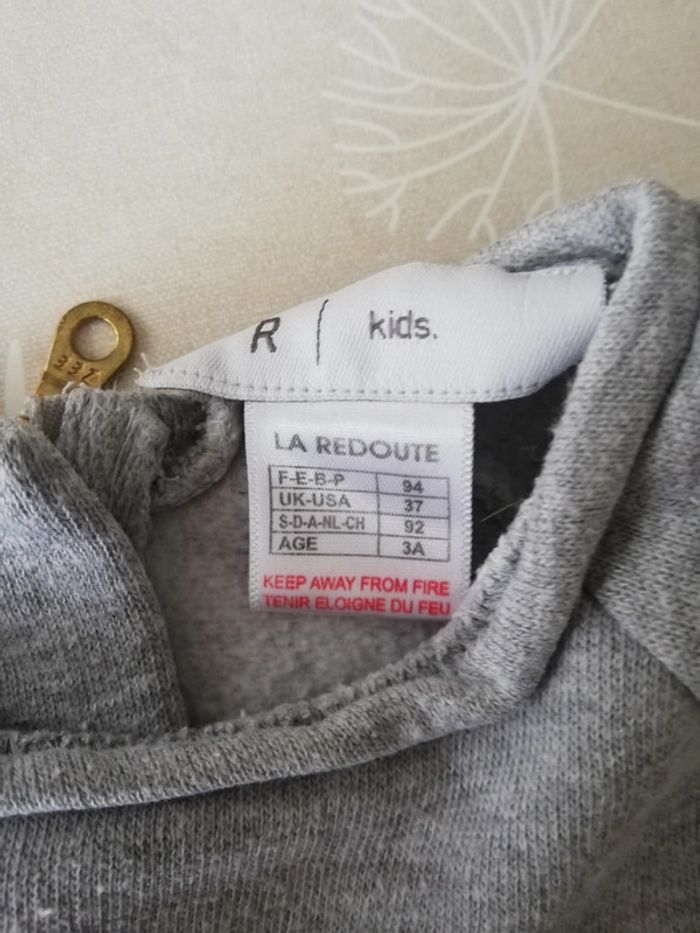 R | kids.
LA REDOUTE
F-E-B-P 94
UK-USA 37
S-D-A-NL-CH 92
AGE 3A
KEEP AWAY FROM FIRE
TENIR ELOIGNE DU FEU